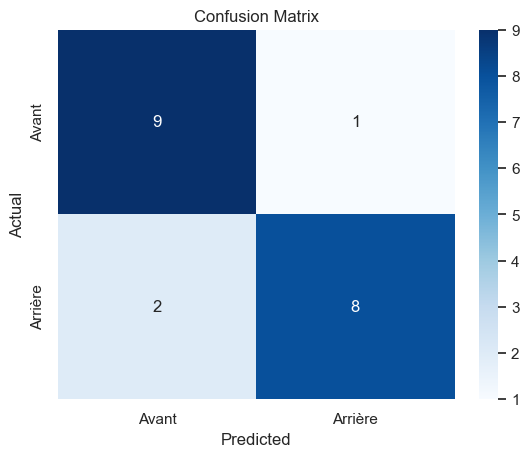 Confusion Matrix
Actual
Avant
9
1
Arrière
2
8
Avant
Arrière
Predicted
9
8
7
6
5
4
3
2
1